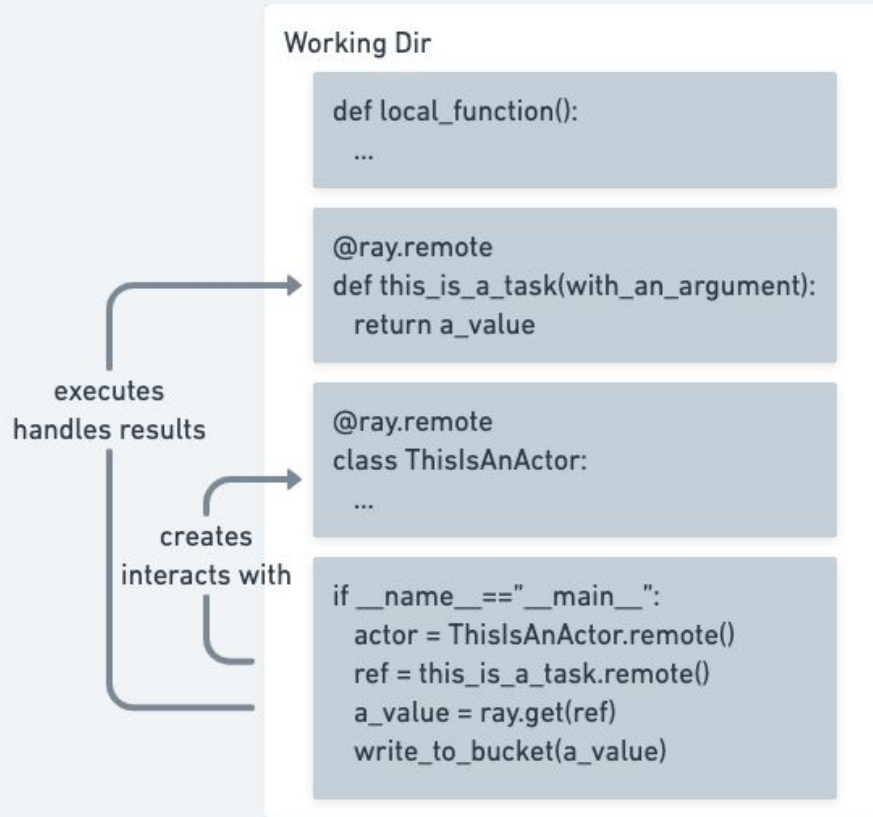 Working Dir
def local_function():
...
@ray.remote
def this_is_a_task(with_an_argument):
return a_value
executes
handles results
@ray.remote
class ThisIsAnActor:
...
creates
interacts with
if __name__==”__main__”:
actor = ThisIsAnActor.remote()
ref = this_is_a_task.remote()
a_value = ray.get(ref)
write_to_bucket(a_value)